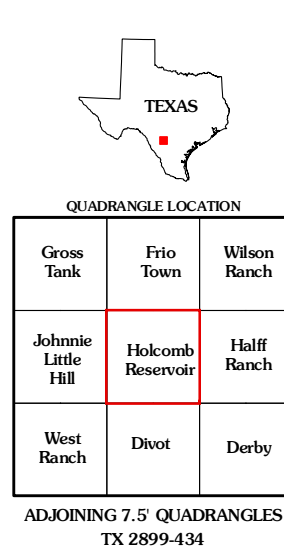 TEXAS
QUADRANGLE LOCATION
Gross
Tank
Frio
Town
Wilson
Ranch
Johnnie
Little
Hill
Holcomb
Reservoir
Halff
Ranch
West
Ranch
Divot
Derby
ADJOINING 7.5' QUADRANGLES
TX 2899-434